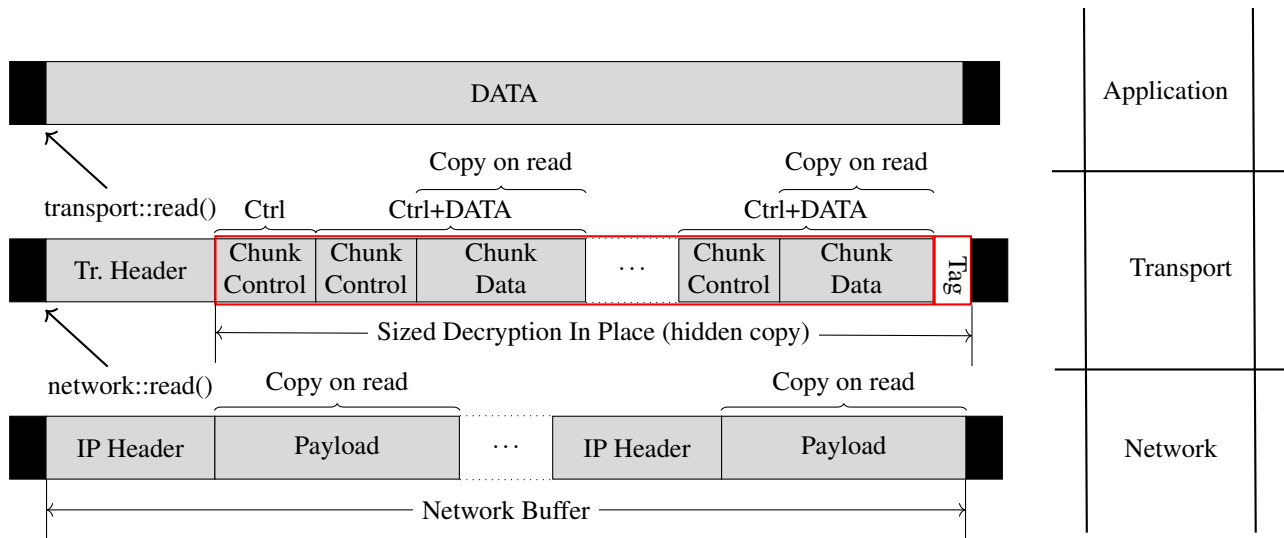 DATA
Application
Copy on read
Copy on read
transport::read()
Ctrl
Ctrl+DATA
Ctrl+DATA
Tr. Header
Chunk
Control
Chunk
Control
Chunk
Data
···
Chunk
Control
Chunk
Data
Tag
Transport
Sized Decryption In Place (hidden copy)
network::read()
Copy on read
Copy on read
IP Header
Payload
···
IP Header
Payload
Network
Network Buffer